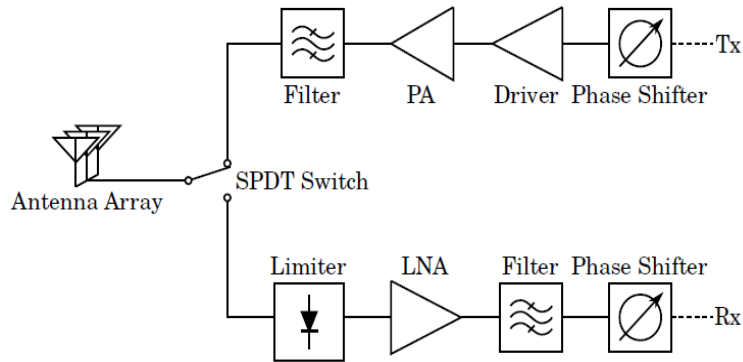 Tx
Filter PA Driver Phase Shifter
SPDT Switch
Antenna Array
Limiter LNA Filter Phase Shifter
Rx